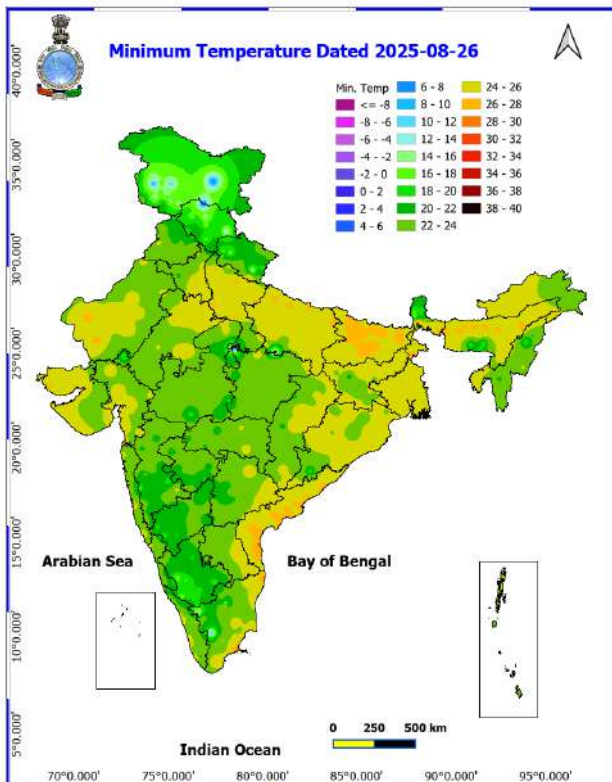 Minimum Temperature Dated 2025-08-26
Min. Temp
<= -8
-8 - -6
-6 - -4
-4 - -2
-2 - 0
0 - 2
2 - 4
4 - 6
6 - 8
8 - 10
10 - 12
12 - 14
14 - 16
16 - 18
18 - 20
20 - 22
22 - 24
24 - 26
26 - 28
28 - 30
30 - 32
32 - 34
34 - 36
36 - 38
38 - 40
40°0.000'
35°0.000'
30°0.000'
25°0.000'
20°0.000'
15°0.000'
10°0.000'
5°0.000'
Arabian Sea
Bay of Bengal
Indian Ocean
0 250 500 km
70°0.000' 75°0.000' 80°0.000' 85°0.000' 90°0.000' 95°0.000'